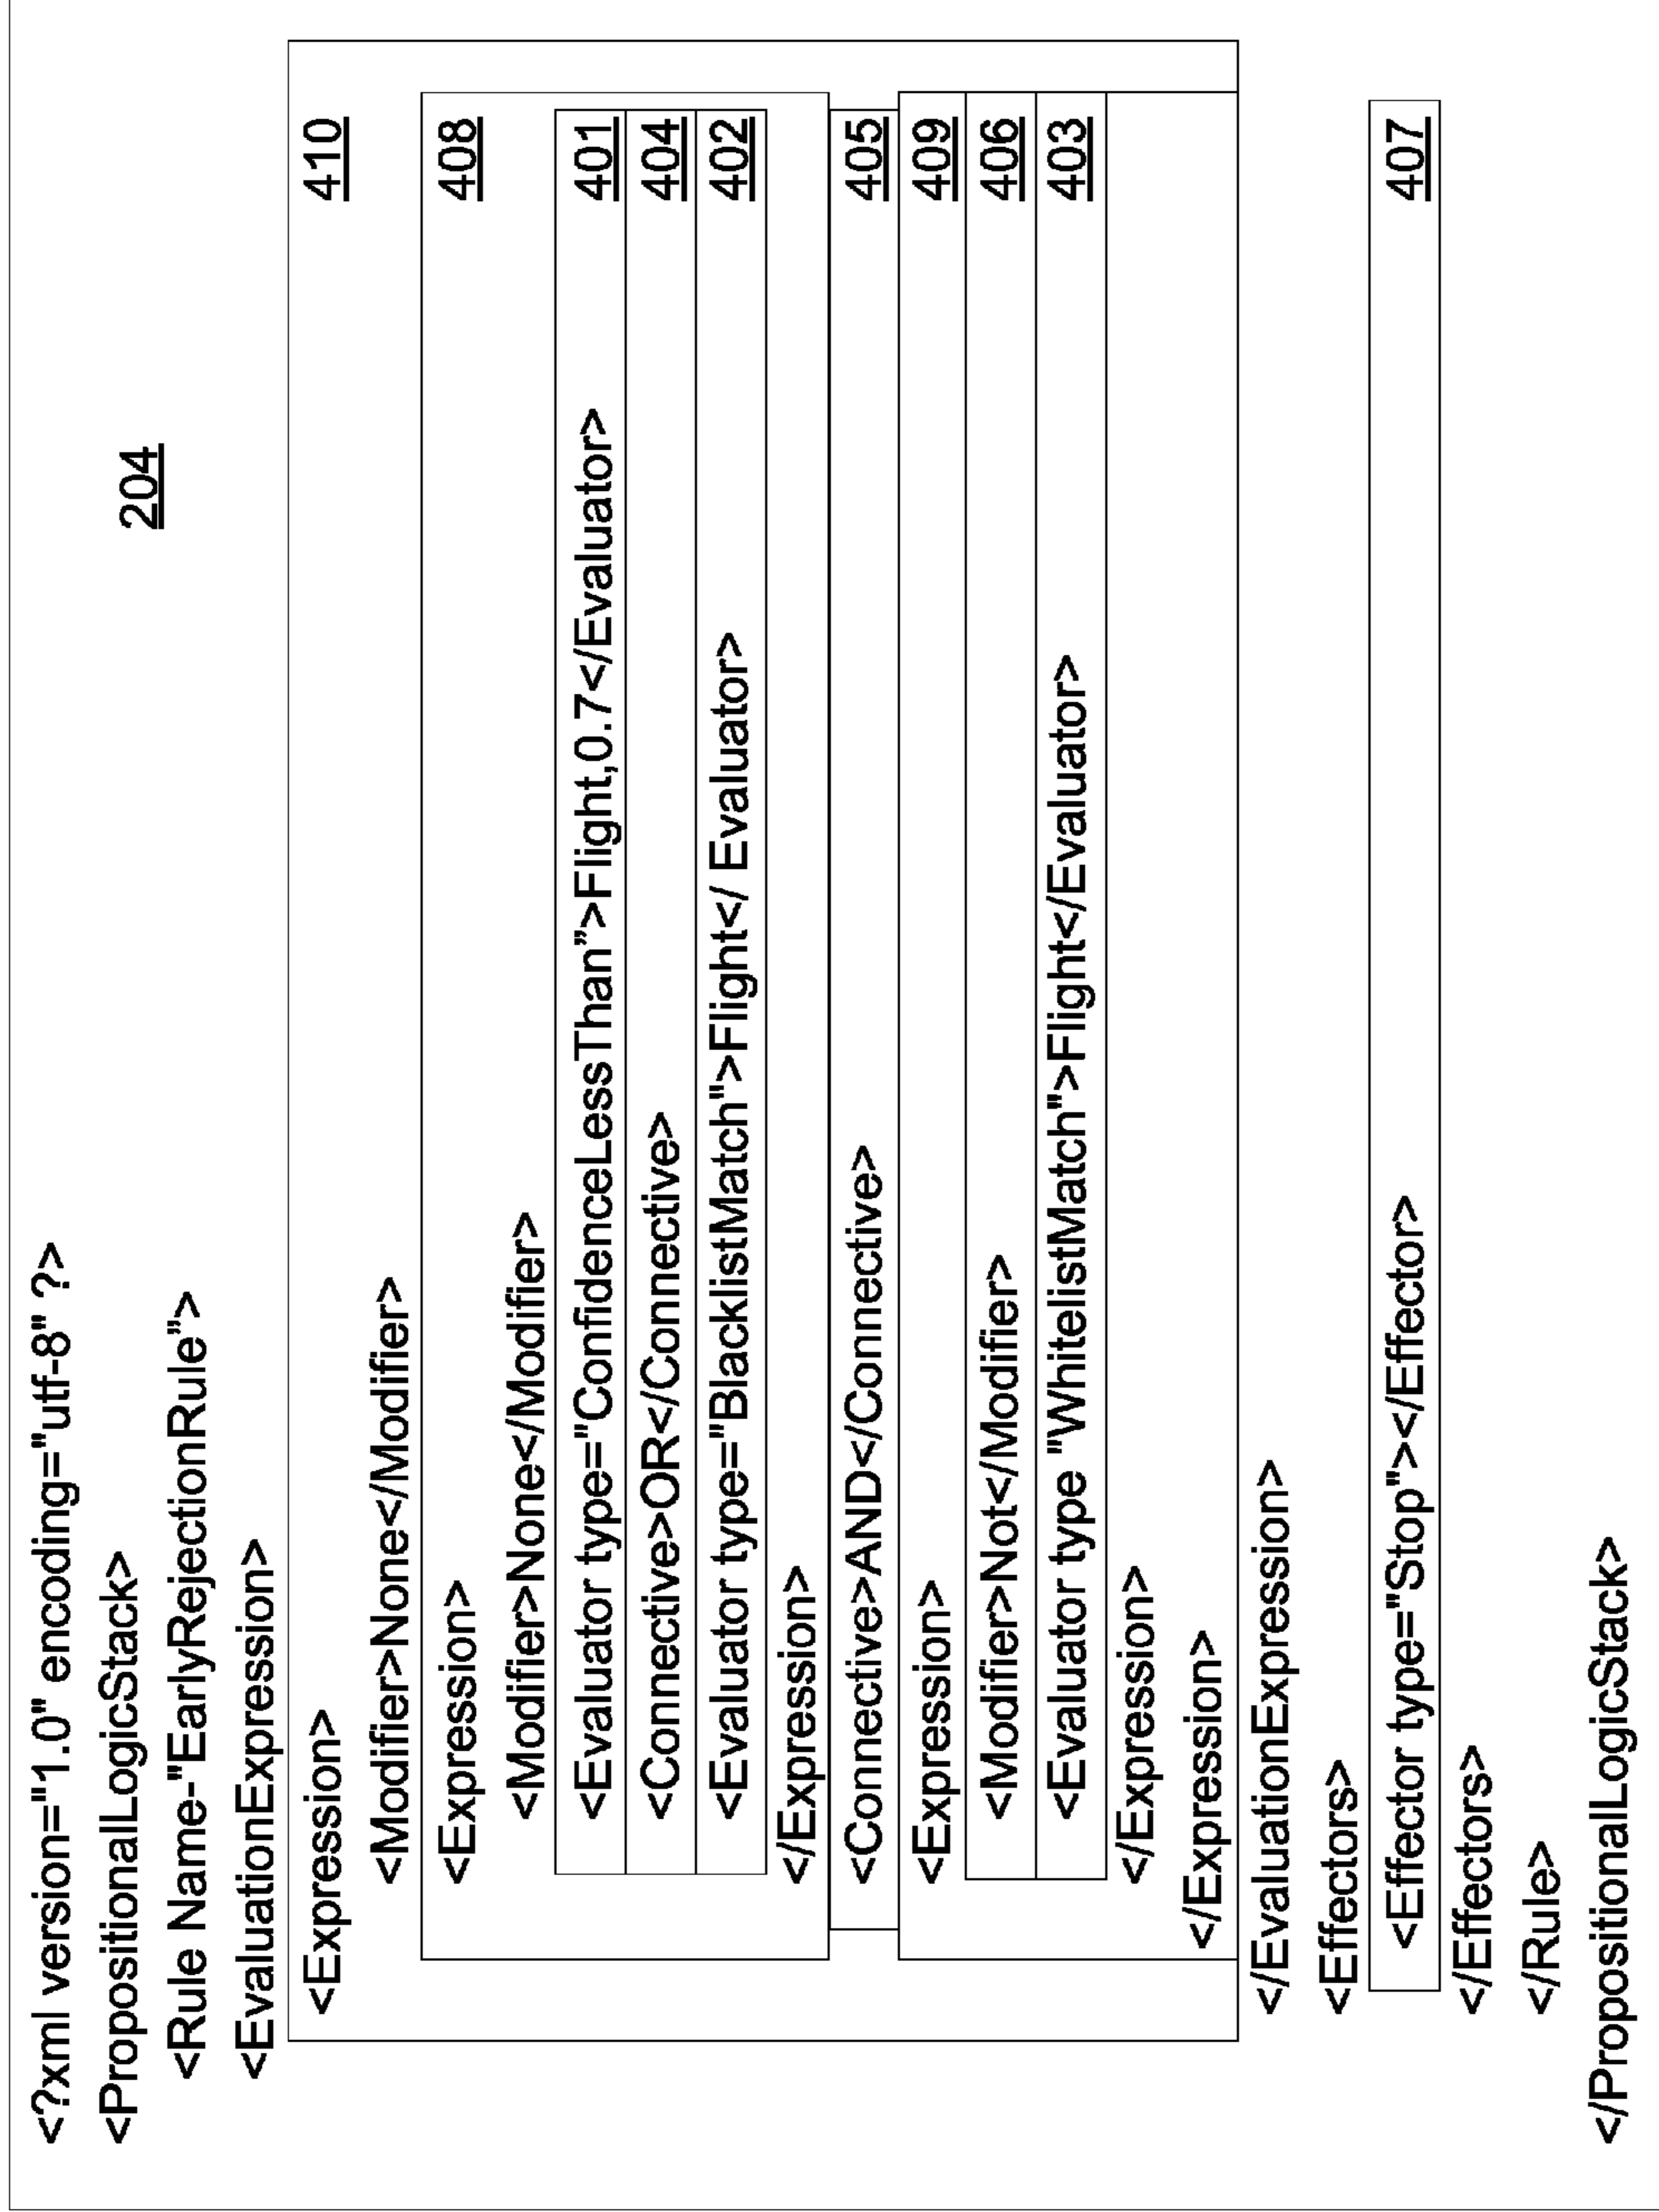 <?xml version="1.0" encoding="utf-8" ?>
<PropositionalLogicStack>
204
<Rule Name-"EarlyRejectionRule”>
<EvaluationExpression>
<Expression> 410
<Modifier>None</Modifier>
<Expression> 408
<Modifier>None</Modifier>
<Evaluator type="ConfidenceLessThan”>Flight,0.7</Evaluator> 401
<Connective>OR</Connective> 404
<Evaluator type="BlacklistMatch">Flight</ Evaluator> 402
</Expression>
<Connective>AND</Connective> 405
<Expression> 409
<Modifier>Not</Modifier> 406
<Evaluator type "WhitelistMatch">Flight</Evaluator> 403
</Expression>
</Expression>
</EvaluationExpression>
<Effectors>
<Effector type="Stop"></Effector> 407
</Effectors>
</Rule>
</PropositionalLogicStack>